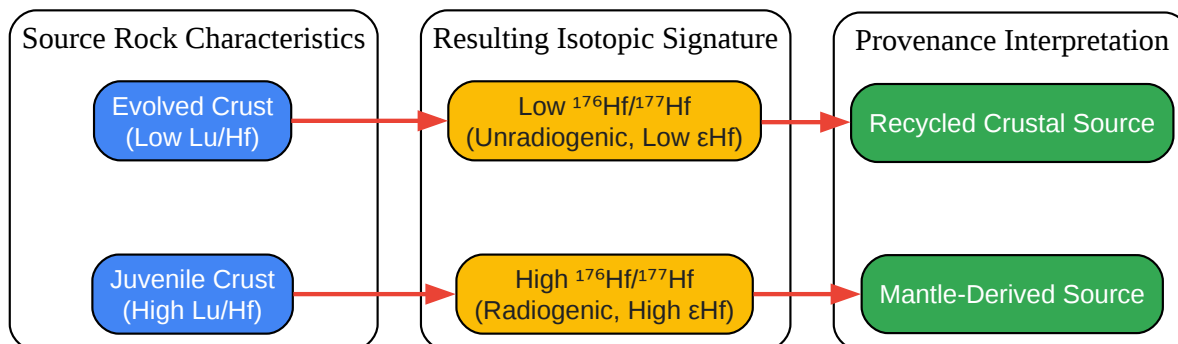 Source Rock Characteristics
Evolved Crust
(Low Lu/Hf)
Juvenile Crust
(High Lu/Hf)
Resulting Isotopic Signature
Low ¹⁷⁶Hf/¹⁷⁷Hf
(Unradiogenic, Low εHf)
High ¹⁷⁶Hf/¹⁷⁷Hf
(Radiogenic, High εHf)
Provenance Interpretation
Recycled Crustal Source
Mantle-Derived Source